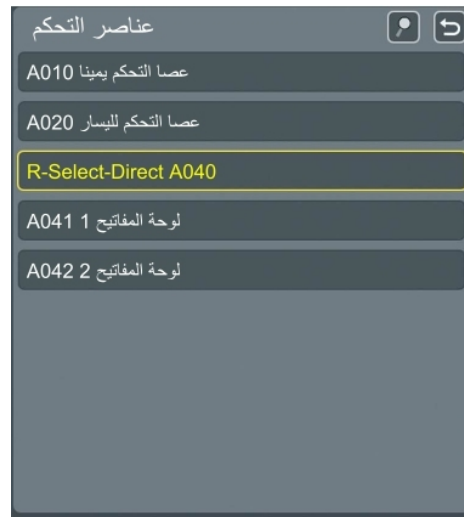 عناصر التحكم
عصا التحكم يمينا A010
عصا التحكم لليسار A020
R-Select-Direct A040
لوحة المفاتيح 1 A041
لوحة المفاتيح 2 A042